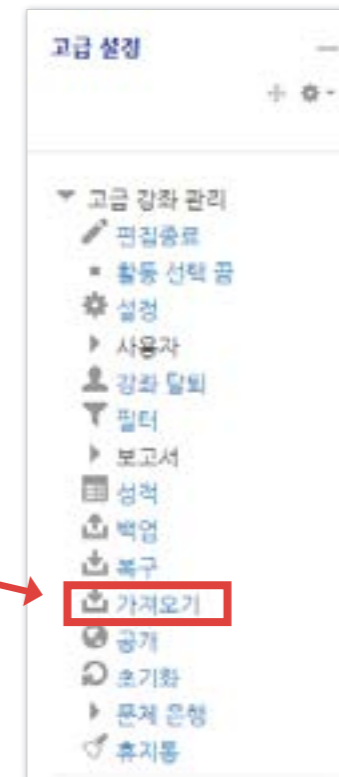 고급 설정
고급 강좌 관리
편집종료
활동 선택 끔
설정
사용자
강좌 탈퇴
필터
보고서
성적
백업
복구
가져오기
공개
초기화
문제 은행
휴지통